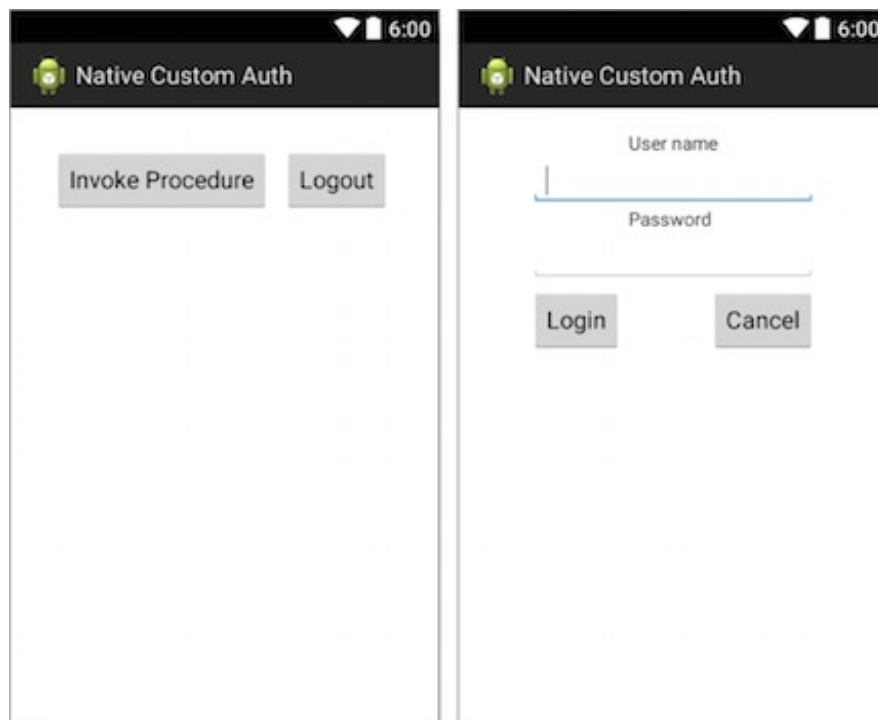 6:00
Native Custom Auth
Invoke Procedure
Logout
6:00
Native Custom Auth
User name
Password
Login
Cancel